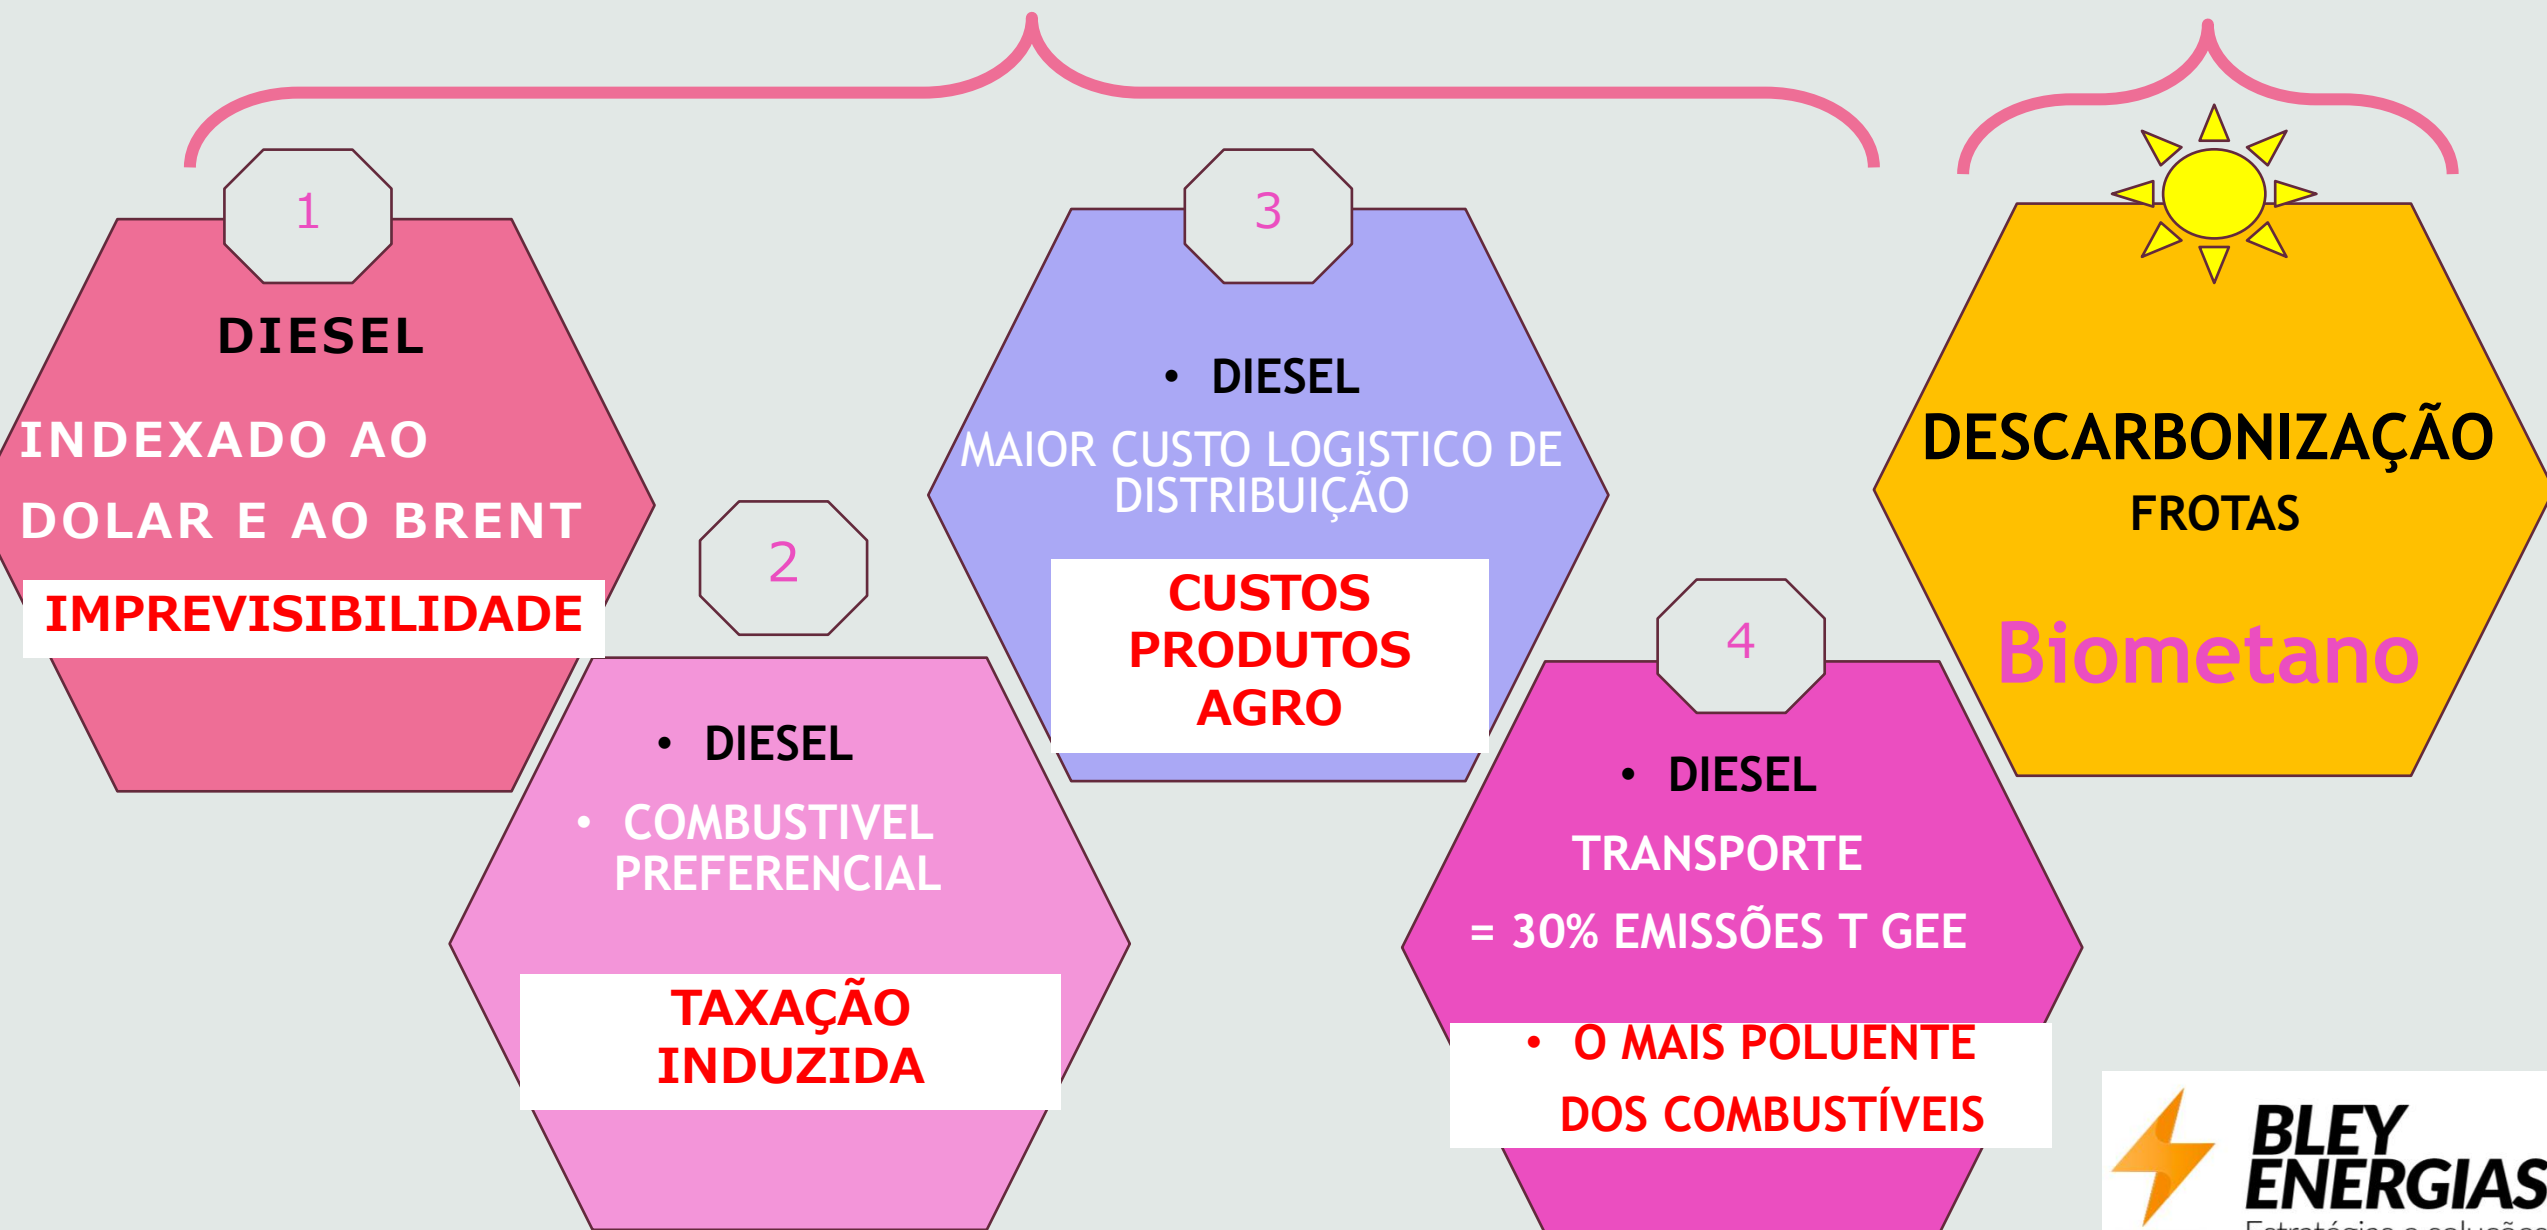 1
DIESEL
INDEXADO AO
DOLAR E AO BRENT
IMPREVISIBILIDADE
2
• DIESEL
• COMBUSTIVEL
PREFERENCIAL
TAXAÇÃO
INDUZIDA
3
• DIESEL
MAIOR CUSTO LOGISTICO DE
DISTRIBUIÇÃO
CUSTOS
PRODUTOS
AGRO
4
• DIESEL
TRANSPORTE
= 30% EMISSÕES T GEE
• O MAIS POLUENTE
DOS COMBUSTÍVEIS
DESCARBONIZAÇÃO
FROTAS
Biometano
BLEY
ENERGIAS